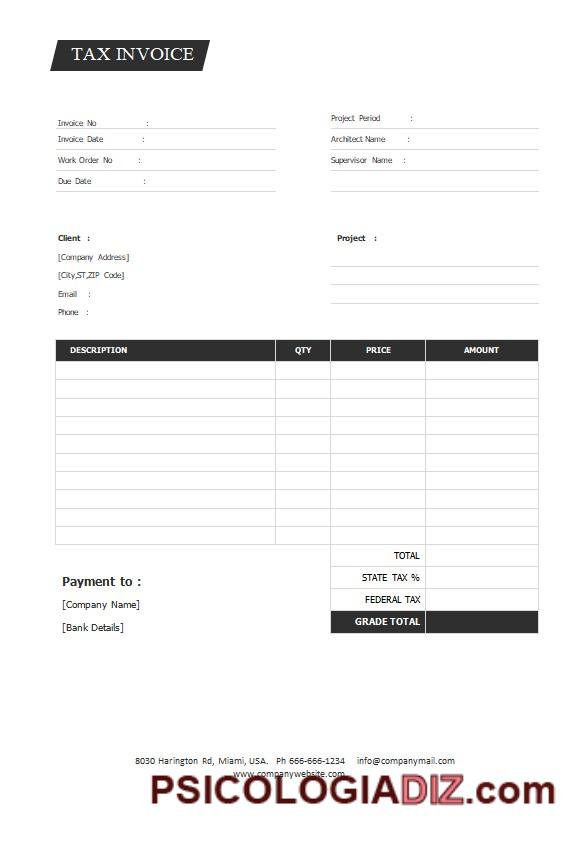 TAX INVOICE
Invoice No :
Project Period :
Invoice Date :
Architect Name :
Work Order No :
Supervisor Name :
Due Date :
Client :
Project :
[Company Address]
[City,ST,ZIP Code]
Email :
Phone :
DESCRIPTION QTY PRICE AMOUNT
TOTAL
STATE TAX %
FEDERAL TAX
GRADE TOTAL
Payment to :
[Company Name]
[Bank Details]
8030 Harington Rd, Miami, USA. Ph 666-666-1234 info@companymail.com
www.companywebsite.com
PSICOLOGIADIZ.com